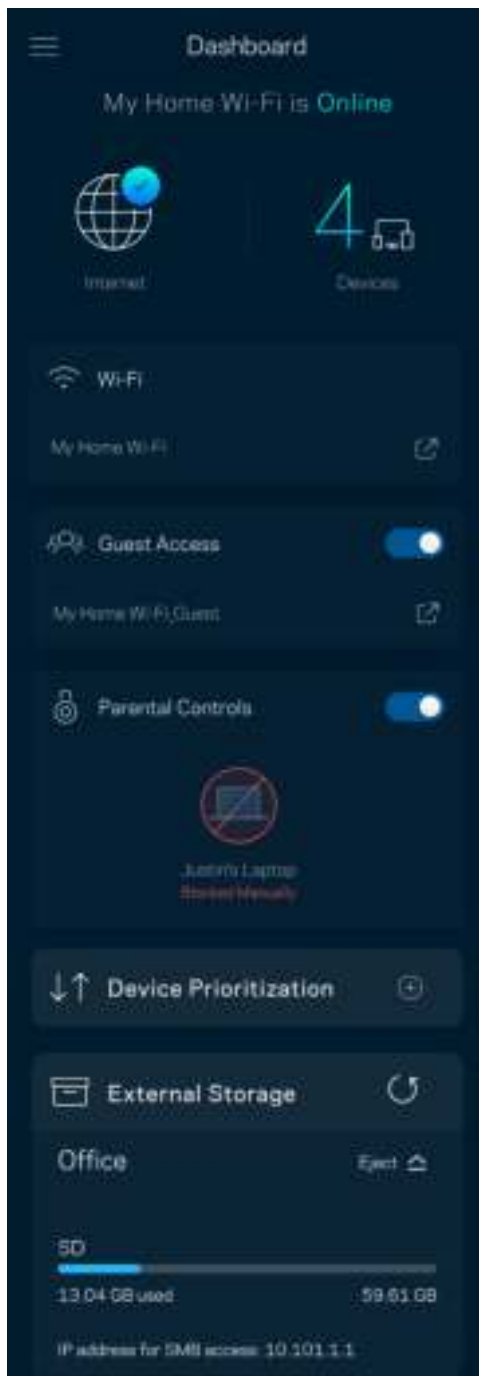 Dashboard
My Home Wi-Fi is Online
4
Internet
Devices
Wi-Fi
My Home Wi-Fi
Guest Access
My Home Wi-Fi_Guest
Parental Controls
Justin's Laptop
Blocked Manually
Device Prioritization
External Storage
Office
Eject
SD
13.04 GB used
59.61 GB
IP address for SMB access: 10.101.1.1